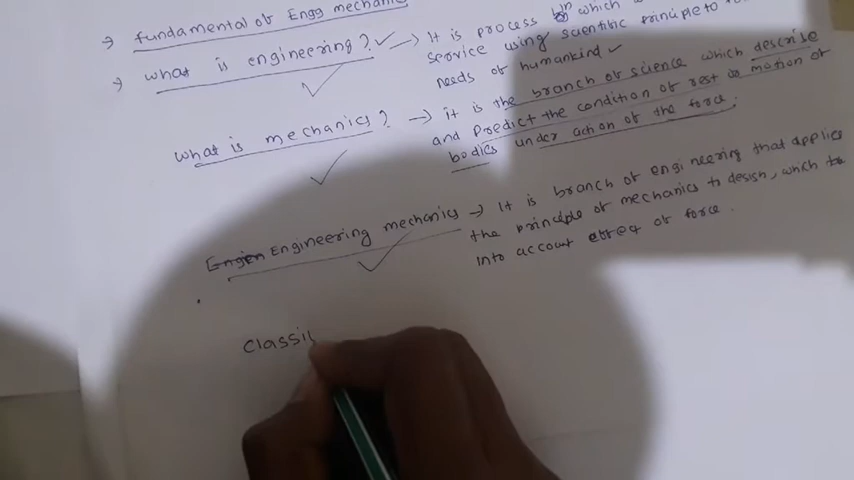 → fundamental of Engg mechanic
→ what is engineering? ✓ → It is process by which
service using scientific principle to
needs of humankind ✓
what is mechanics? → it is the branch of science which describe
and Predict the condition of rest or motion of
bodies under action of the force.
Engineering mechanics → It is branch of engineering that applies
the principle of mechanics to design, which
into account effect of force.
classi